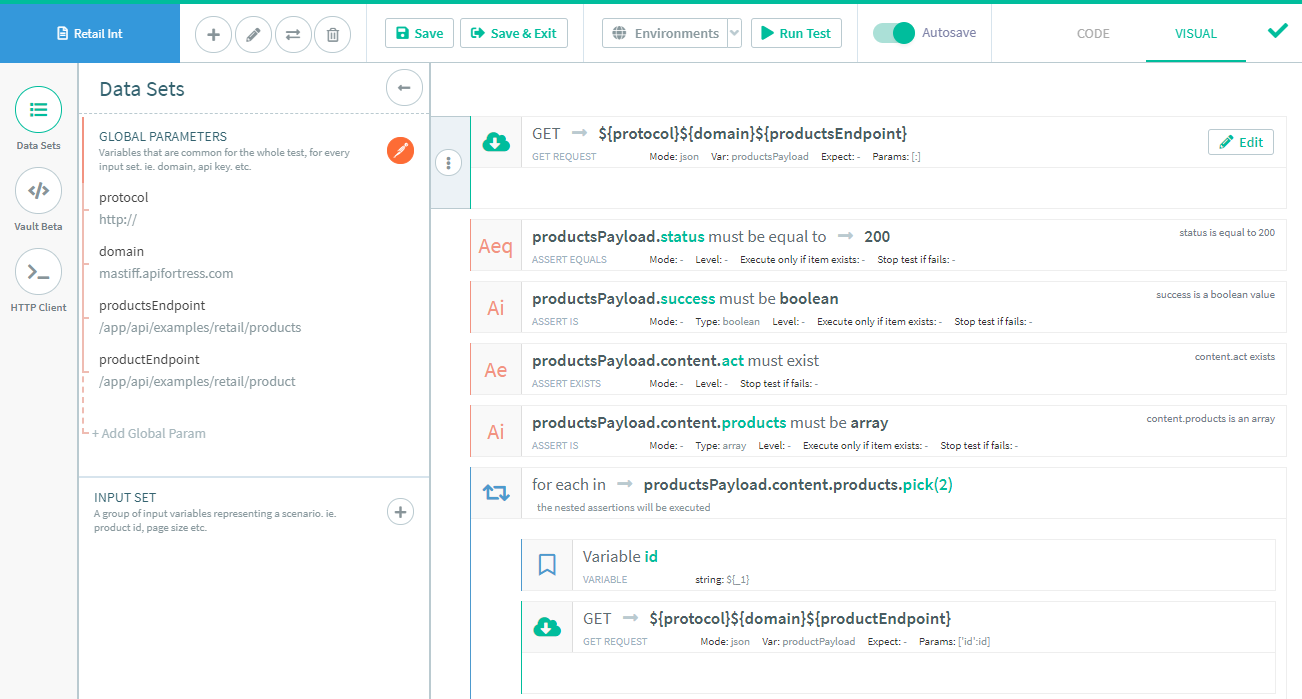 Retail Int
Save
Save & Exit
Environments
Run Test
Autosave
CODE
VISUAL
Data Sets
Vault Beta
HTTP Client
Data Sets
GLOBAL PARAMETERS
Variables that are common for the whole test, for every
input set. ie. domain, api key. etc.
protocol
http://
domain
mastiff.apifortress.com
productsEndpoint
/app/api/examples/retail/products
productEndpoint
/app/api/examples/retail/product
+ Add Global Param
INPUT SET
A group of input variables representing a scenario. ie.
product id, page size etc.
GET → ${protocol}${domain}${productsEndpoint}
GET REQUEST Mode: json Var: productsPayload Expect: - Params: [:]
Edit
Aeq
productsPayload.status must be equal to → 200
status is equal to 200
ASSERT EQUALS Mode: - Level: - Execute only if item exists: - Stop test if fails: -
Ai
productsPayload.success must be boolean
success is a boolean value
ASSERT IS Mode: - Type: boolean Level: - Execute only if item exists: - Stop test if fails: -
Ae
productsPayload.content.act must exist
content.act exists
ASSERT EXISTS Mode: - Level: - Stop test if fails: -
Ai
productsPayload.content.products must be array
content.products is an array
ASSERT IS Mode: - Type: array Level: - Execute only if item exists: - Stop test if fails: -
for each in → productsPayload.content.products.pick(2)
the nested assertions will be executed
Variable id
VARIABLE string: ${_1}
GET → ${protocol}${domain}${productEndpoint}
GET REQUEST Mode: json Var: productPayload Expect: - Params: ['id':id]